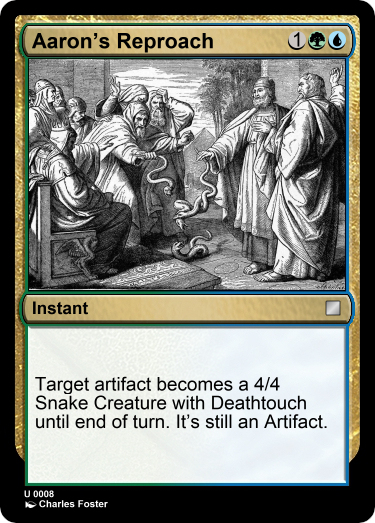 Aaron's Reproach 1
Instant
Target artifact becomes a 4/4
Snake Creature with Deathtouch
until end of turn. It's still an Artifact.
U 0008
Charles Foster